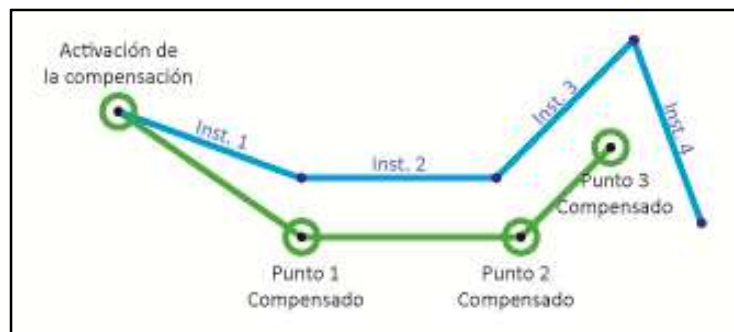 Activación de
la compensación
Inst. 1
Inst. 2
Inst. 3
Inst. 4
Punto 3
Compensado
Punto 1
Compensado
Punto 2
Compensado